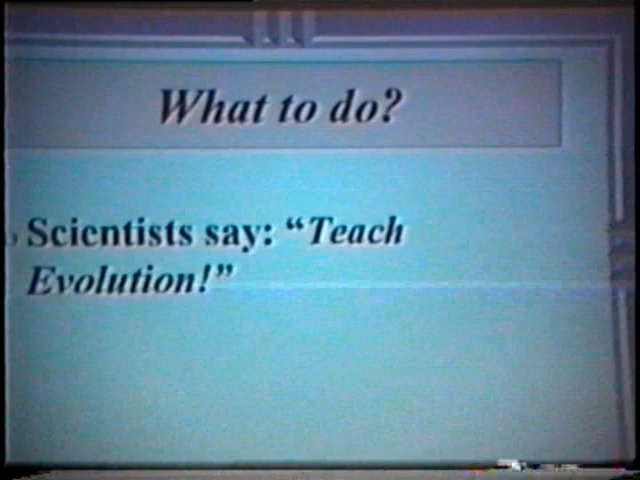 What to do?
Scientists say: “Teach
Evolution!”